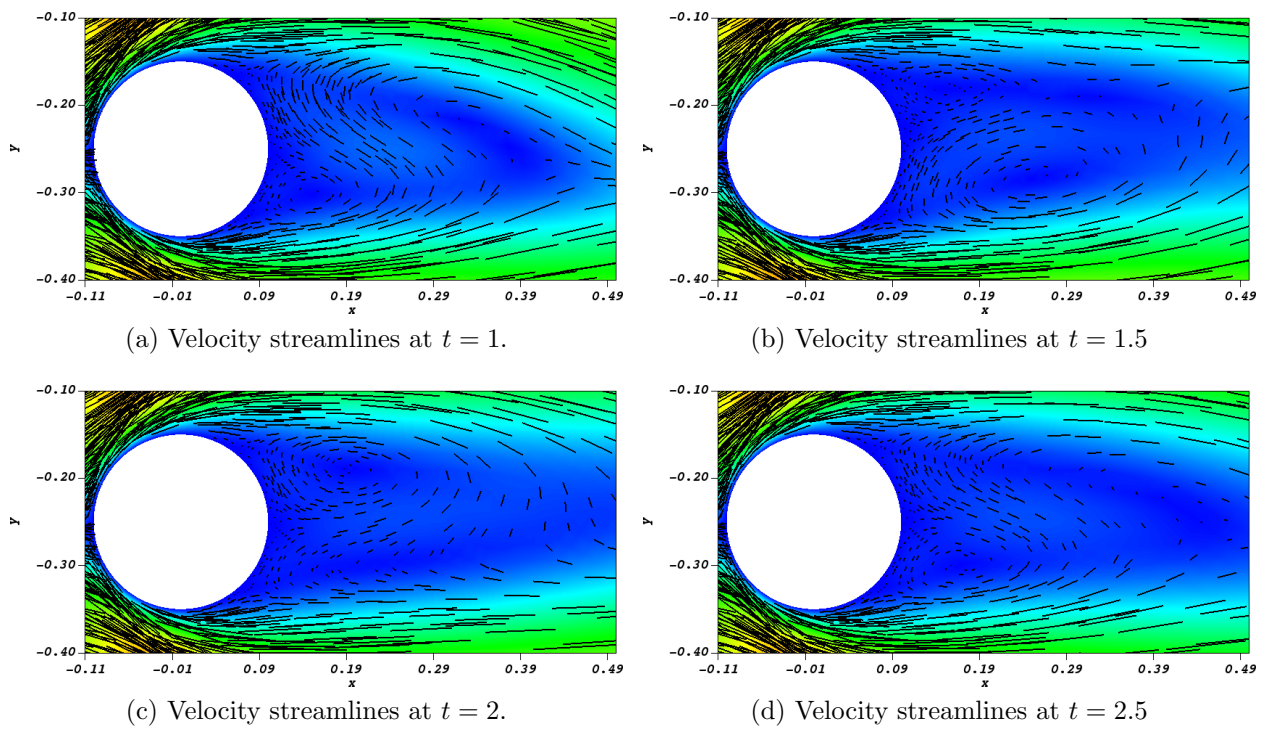 -0.10
-0.20
-0.30
-0.40
y
-0.11 -0.01 0.09 0.19 0.29 0.39 0.49
x
(a) Velocity streamlines at t = 1.
-0.10
-0.20
-0.30
-0.40
y
-0.11 -0.01 0.09 0.19 0.29 0.39 0.49
x
(b) Velocity streamlines at t = 1.5
-0.10
-0.20
-0.30
-0.40
y
-0.11 -0.01 0.09 0.19 0.29 0.39 0.49
x
(c) Velocity streamlines at t = 2.
-0.10
-0.20
-0.30
-0.40
y
-0.11 -0.01 0.09 0.19 0.29 0.39 0.49
x
(d) Velocity streamlines at t = 2.5